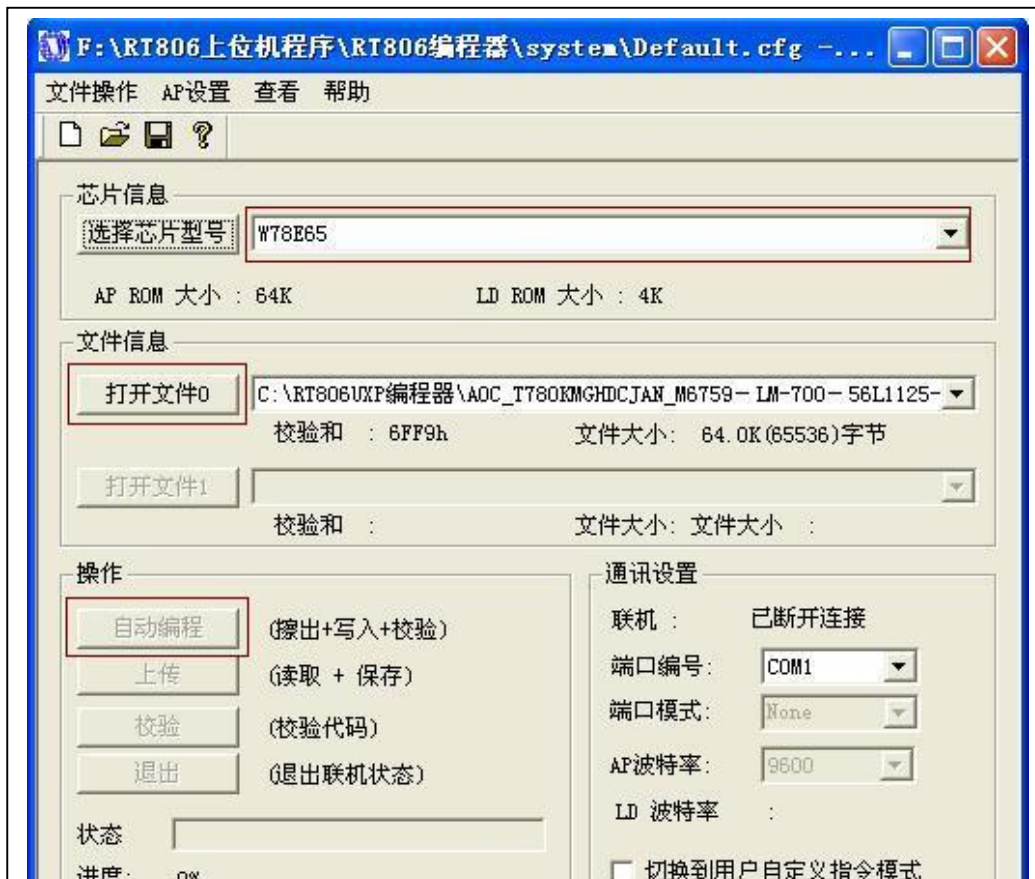 F:\RT806上位机程序\RT806编程器\system\Default.cfg -...
文件操作 AP设置 查看 帮助
芯片信息
选择芯片型号 W78E65
AP ROM 大小 : 64K LD ROM 大小 : 4K
文件信息
打开文件0 C:\RT806UXP编程器\AOC_T780KMGHDCJAN_M6759-LM-700-56L1125-
校验和 : 6FF9h 文件大小: 64.0K(65536)字节
打开文件1
校验和 : 文件大小: 文件大小 :
操作 通讯设置
自动编程 (擦出+写入+校验) 联机 : 已断开连接
上传 (读取 + 保存) 端口编号: COM1
校验 (校验代码) 端口模式: None
退出 (退出联机状态) AP波特率: 9600
LD 波特率 :
状态
进度: 0% 切换到用户自定义指令模式